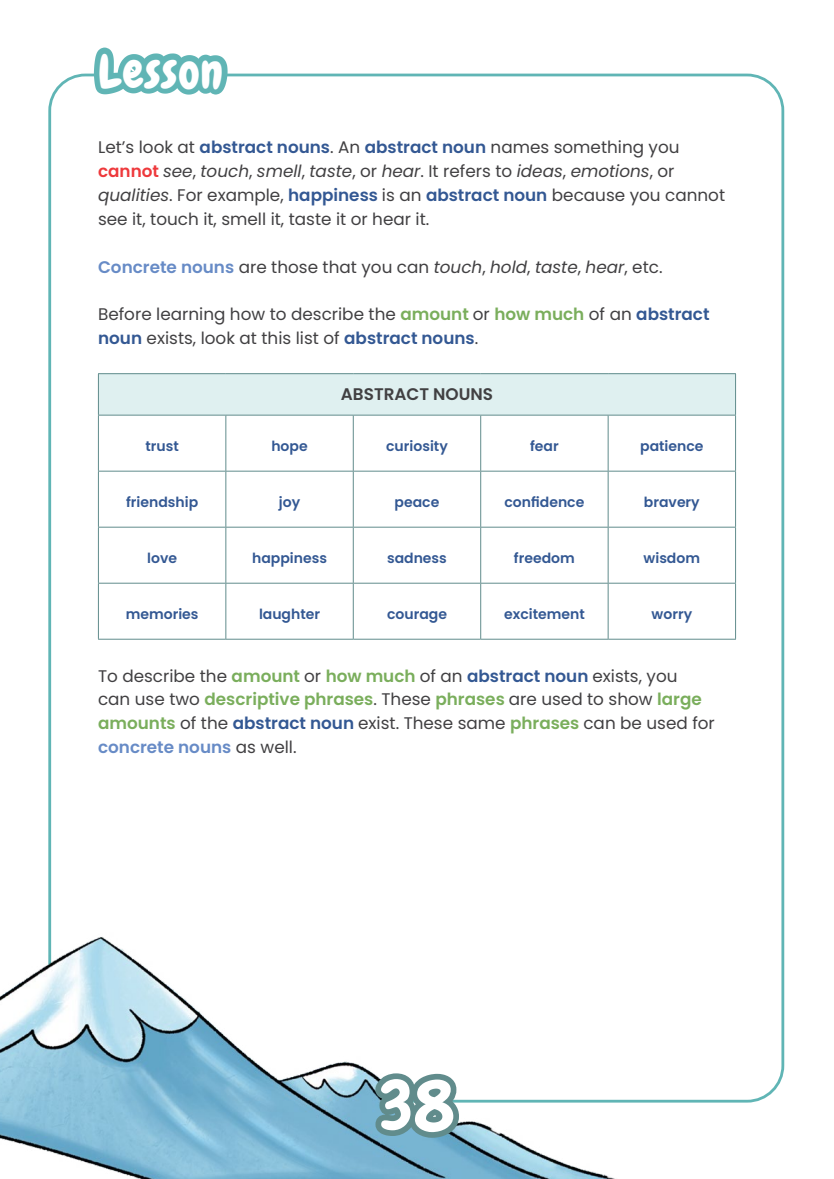 Lesson
Let’s look at abstract nouns. An abstract noun names something you
cannot see, touch, smell, taste, or hear. It refers to ideas, emotions, or
qualities. For example, happiness is an abstract noun because you cannot
see it, touch it, smell it, taste it or hear it.
Concrete nouns are those that you can touch, hold, taste, hear, etc.
Before learning how to describe the amount or how much of an abstract
noun exists, look at this list of abstract nouns.
ABSTRACT NOUNS
trust hope curiosity fear patience
friendship joy peace confidence bravery
love happiness sadness freedom wisdom
memories laughter courage excitement worry
To describe the amount or how much of an abstract noun exists, you
can use two descriptive phrases. These phrases are used to show large
amounts of the abstract noun exist. These same phrases can be used for
concrete nouns as well.
38